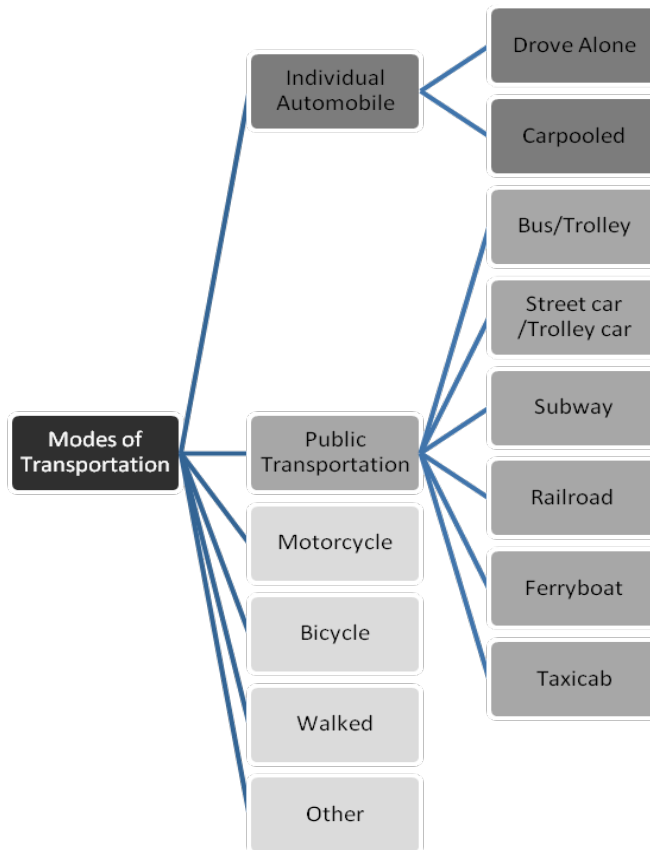 Modes of
Transportation
Individual
Automobile
Drove Alone
Carpooled
Public
Transportation
Bus/Trolley
Street car
/Trolley car
Subway
Railroad
Ferryboat
Taxicab
Motorcycle
Bicycle
Walked
Other